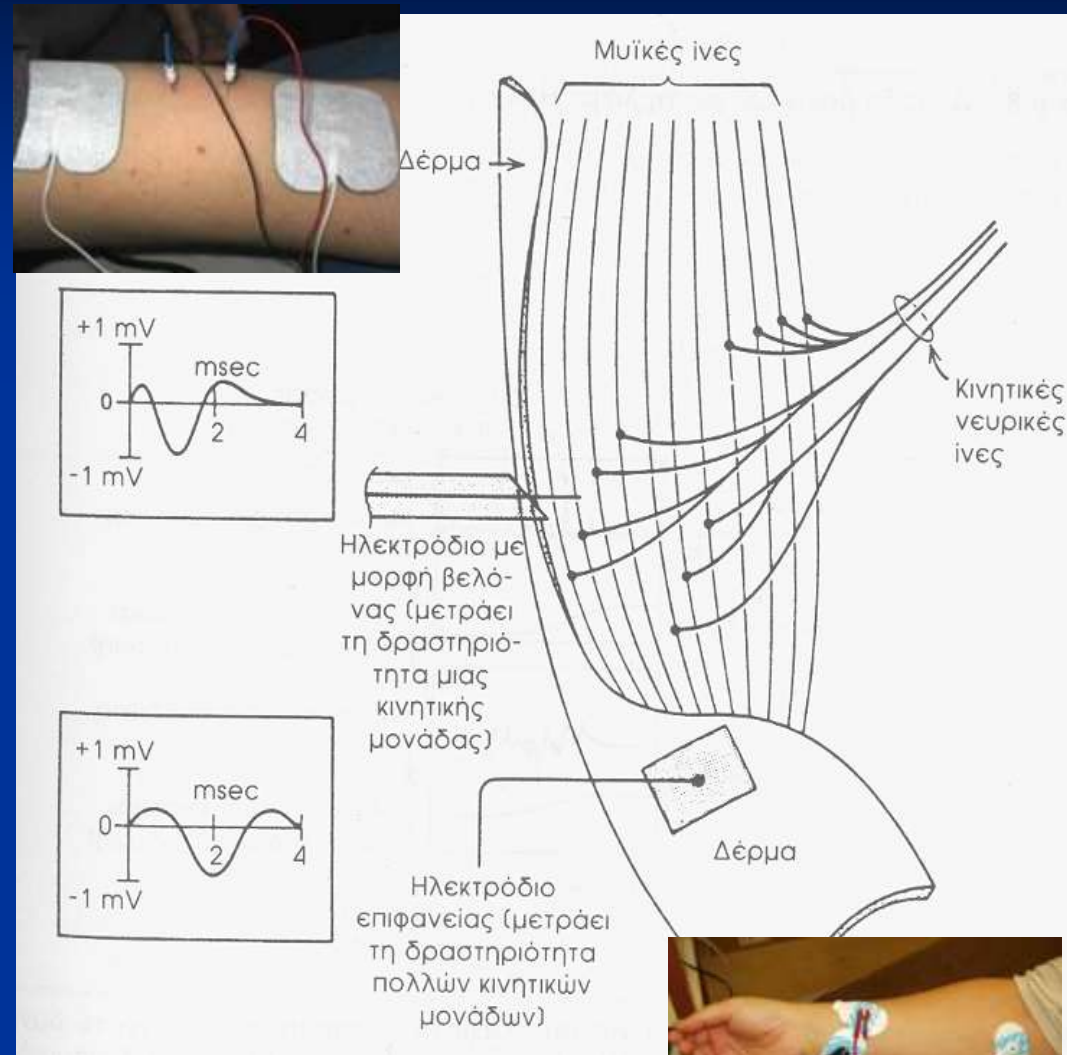 Μυϊκές ίνες
Δέρμα
+1 mV
msec
0
2
4
-1 mV
Κινητικές
νευρικές
ίνες
Ηλεκτρόδιο με
μορφή βελό-
νας (μετράει
τη δραστηριό-
τητα μιας
κινητικής
μονάδας)
+1 mV
msec
0
2
4
-1 mV
Δέρμα
Ηλεκτρόδιο
επιφανείας (μετράει
τη δραστηριότητα
πολλών κινητικών
μονάδων)